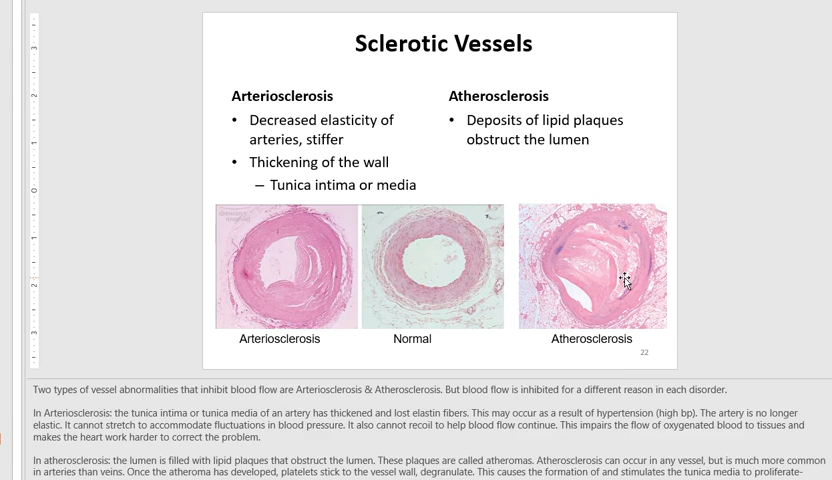 Sclerotic Vessels
Arteriosclerosis
• Decreased elasticity of
arteries, stiffer
• Thickening of the wall
– Tunica intima or media
Atherosclerosis
• Deposits of lipid plaques
obstruct the lumen
Arteriosclerosis
Normal
Atherosclerosis
22
Two types of vessel abnormalities that inhibit blood flow are Arteriosclerosis & Atherosclerosis. But blood flow is inhibited for a different reason in each disorder.
In Arteriosclerosis: the tunica intima or tunica media of an artery has thickened and lost elastin fibers. This may occur as a result of hypertension (high bp). The artery is no longer
elastic. It cannot stretch to accommodate fluctuations in blood pressure. It also cannot recoil to help blood flow continue. This impairs the flow of oxygenated blood to tissues and
makes the heart work harder to correct the problem.
In atherosclerosis: the lumen is filled with lipid plaques that obstruct the lumen. These plaques are called atheromas. Atherosclerosis can occur in any vessel, but is much more common
in arteries than veins. Once the atheroma has developed, platelets stick to the vessel wall, degranulate. This causes the formation of and stimulates the tunica media to proliferate-
3
2
1
0
1
2
3